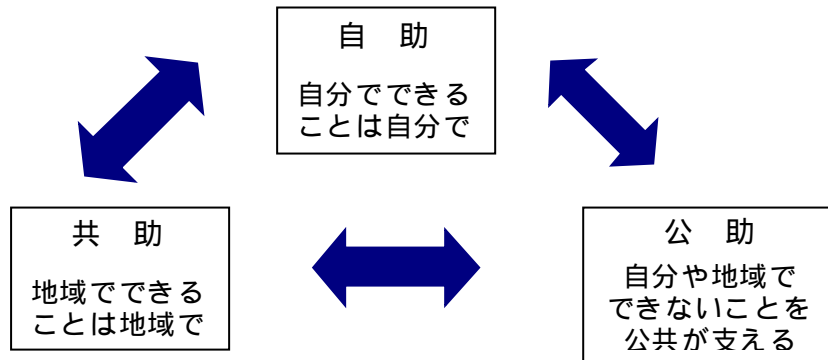 自　助
自分でできる
ことは自分で
共　助
地域でできる
ことは地域で
公　助
自分や地域で
できないことを
公共が支える